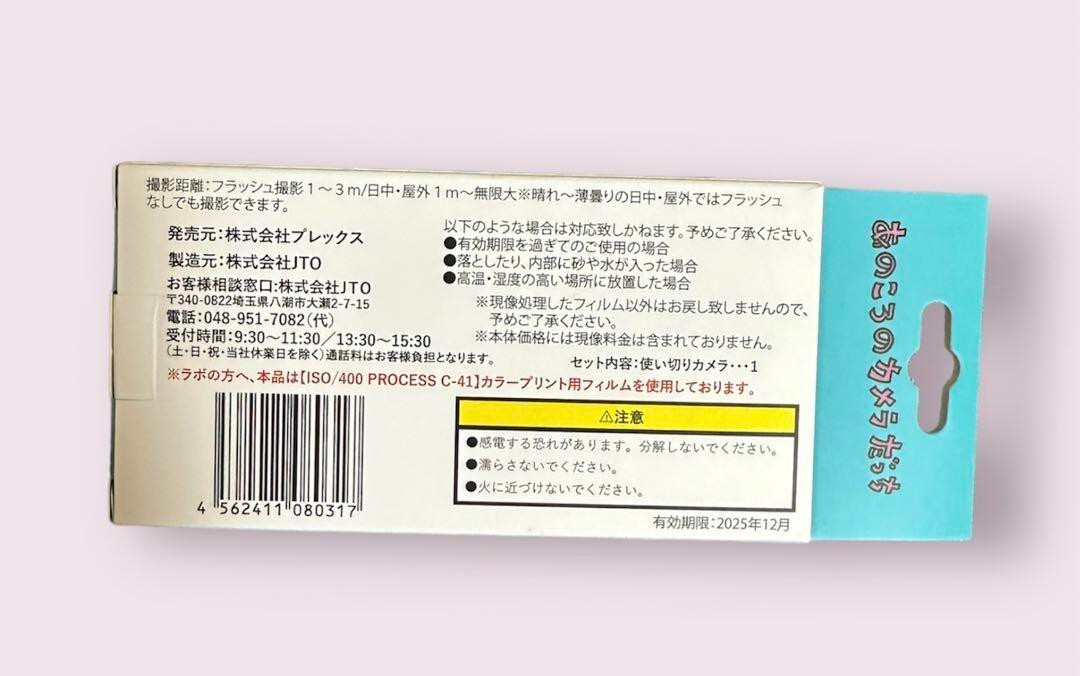 撮影距離:フラッシュ撮影1〜3m/日中・屋外1m〜無限大※晴れ〜薄曇りの日中・屋外ではフラッシュ
なしでも撮影できます。
発売元:株式会社プレックス
製造元:株式会社JTO
お客様相談窓口:株式会社JTO
〒340-0822埼玉県八潮市大瀬2-7-15
電話:048-951-7082(代)
受付時間:9:30〜11:30/13:30〜15:30
(土・日・祝・当社休業日を除く)通話料はお客様負担となります。
以下のような場合は対応致しかねます。予めご了承ください。
●有効期限を過ぎてのご使用の場合
●落としたり、内部に砂や水が入った場合
●高温・湿度の高い場所に放置した場合
※現像処理したフィルム以外はお戻し致しませんので、
予めご了承ください。
※本体価格には現像料金は含まれておりません。
セット内容:使い切りカメラ・・・1
※ラボの方へ、本品は【ISO/400 PROCESS C-41】カラープリント用フィルムを使用しております。
4 562411 080317
⚠注意
●感電する恐れがあります。分解しないでください。
●濡らさないでください。
●火に近づけないでください。
有効期限:2025年12月
あのころのカメラだっち